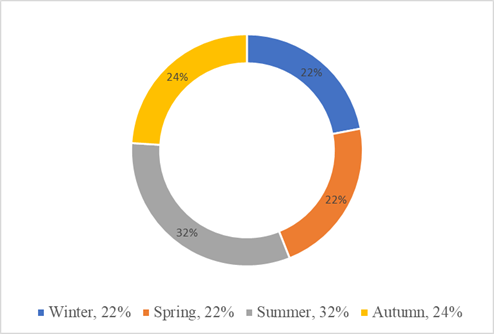 22%
24%
22%
32%
Winter, 22% Spring, 22% Summer, 32% Autumn, 24%